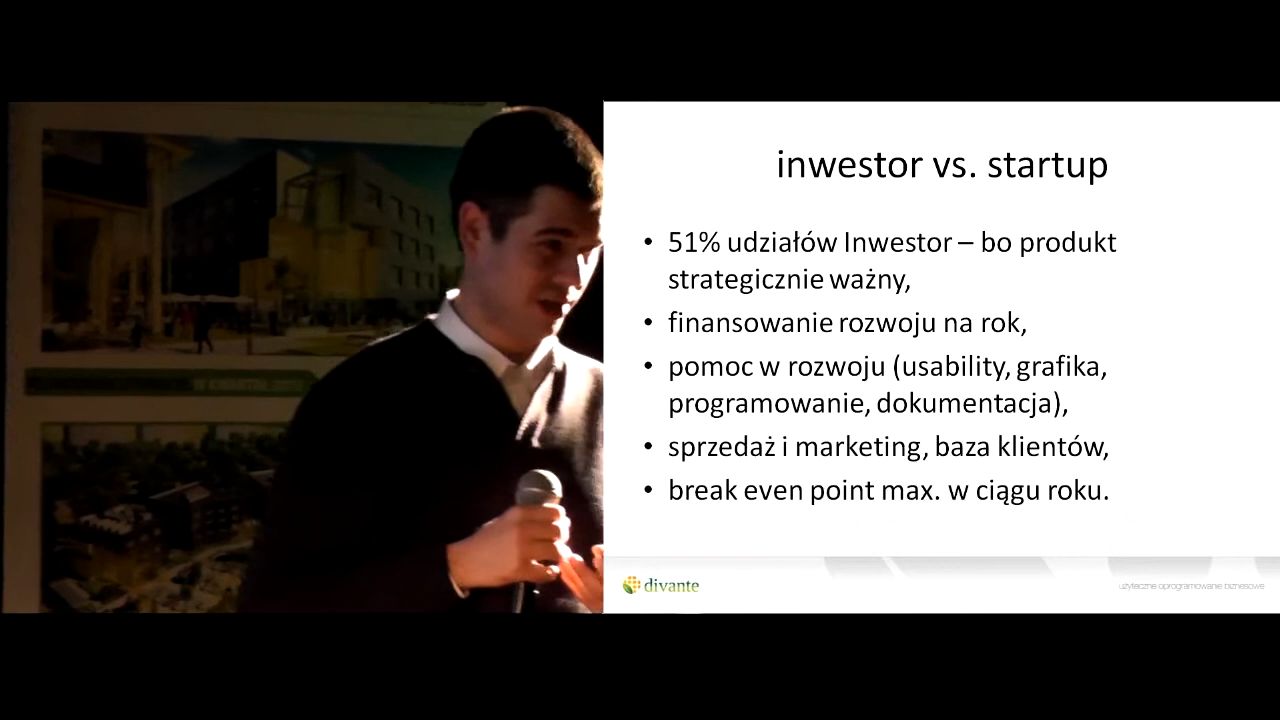 inwestor vs. startup
• 51% udziałów Inwestor – bo produkt
strategicznie ważny,
• finansowanie rozwoju na rok,
• pomoc w rozwoju (usability, grafika,
programowanie, dokumentacja),
• sprzedaż i marketing, baza klientów,
• break even point max. w ciągu roku.
divante
użyteczne oprogramowanie biznesowe